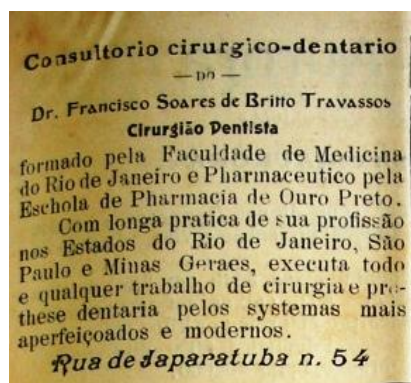 Consultorio cirurgico-dentario
— DO —
Dr. Francisco Soares de Britto Travassos
Cirurgião Dentista
formado pela Faculdade de Medicina
do Rio de Janeiro e Pharmaceutico pela
Eschola de Pharmacia de Ouro Preto.
Com longa pratica de sua profissão
nos Estados do Rio de Janeiro, São
Paulo e Minas Geraes, executa todo
e qualquer trabalho de cirurgia e pro-
these dentaria pelos systemas mais
aperfeiçoados e modernos.
Rua de Japaratuba n. 54